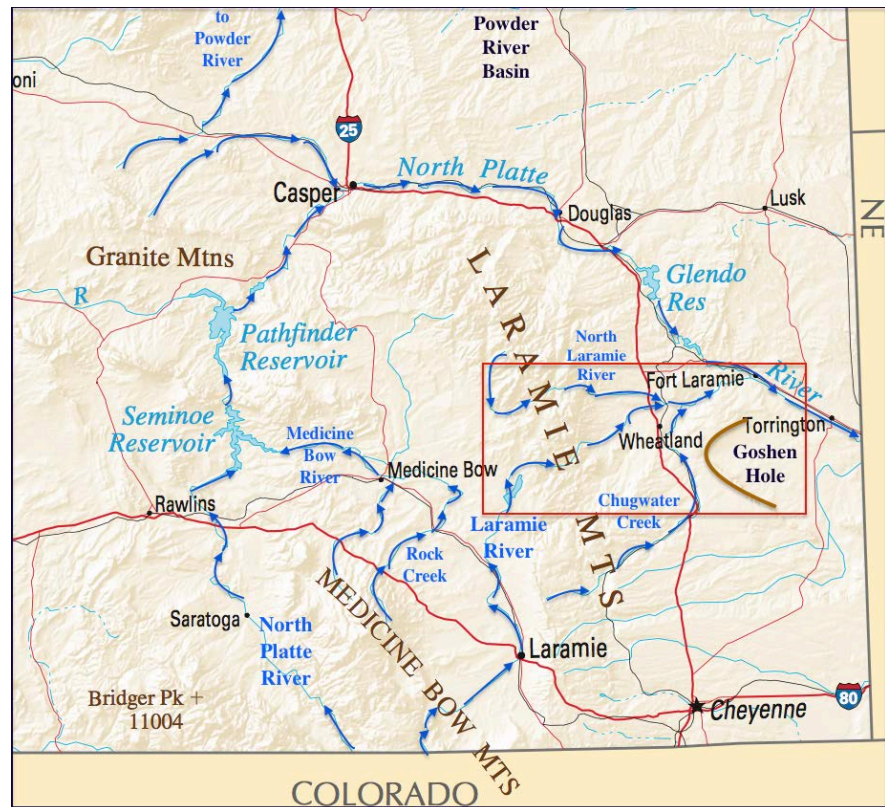 to
Powder
River
Powder
River
Basin
oni
25
North Platte
Casper
Douglas
Lusk
NE
Granite Mtns
LARAMIE MTS
Glendo
Res
R
Pathfinder
Reservoir
North
Laramie
River
Fort Laramie
River
Seminoe
Reservoir
Medicine
Bow
River
Medicine Bow
Wheatland
Torrington
Goshen
Hole
Rawlins
Chugwater
Creek
Laramie
River
Rock
Creek
MEDICINE BOW MTS
Saratoga
North
Platte
River
Laramie
Bridger Pk +
11004
Cheyenne
80
COLORADO